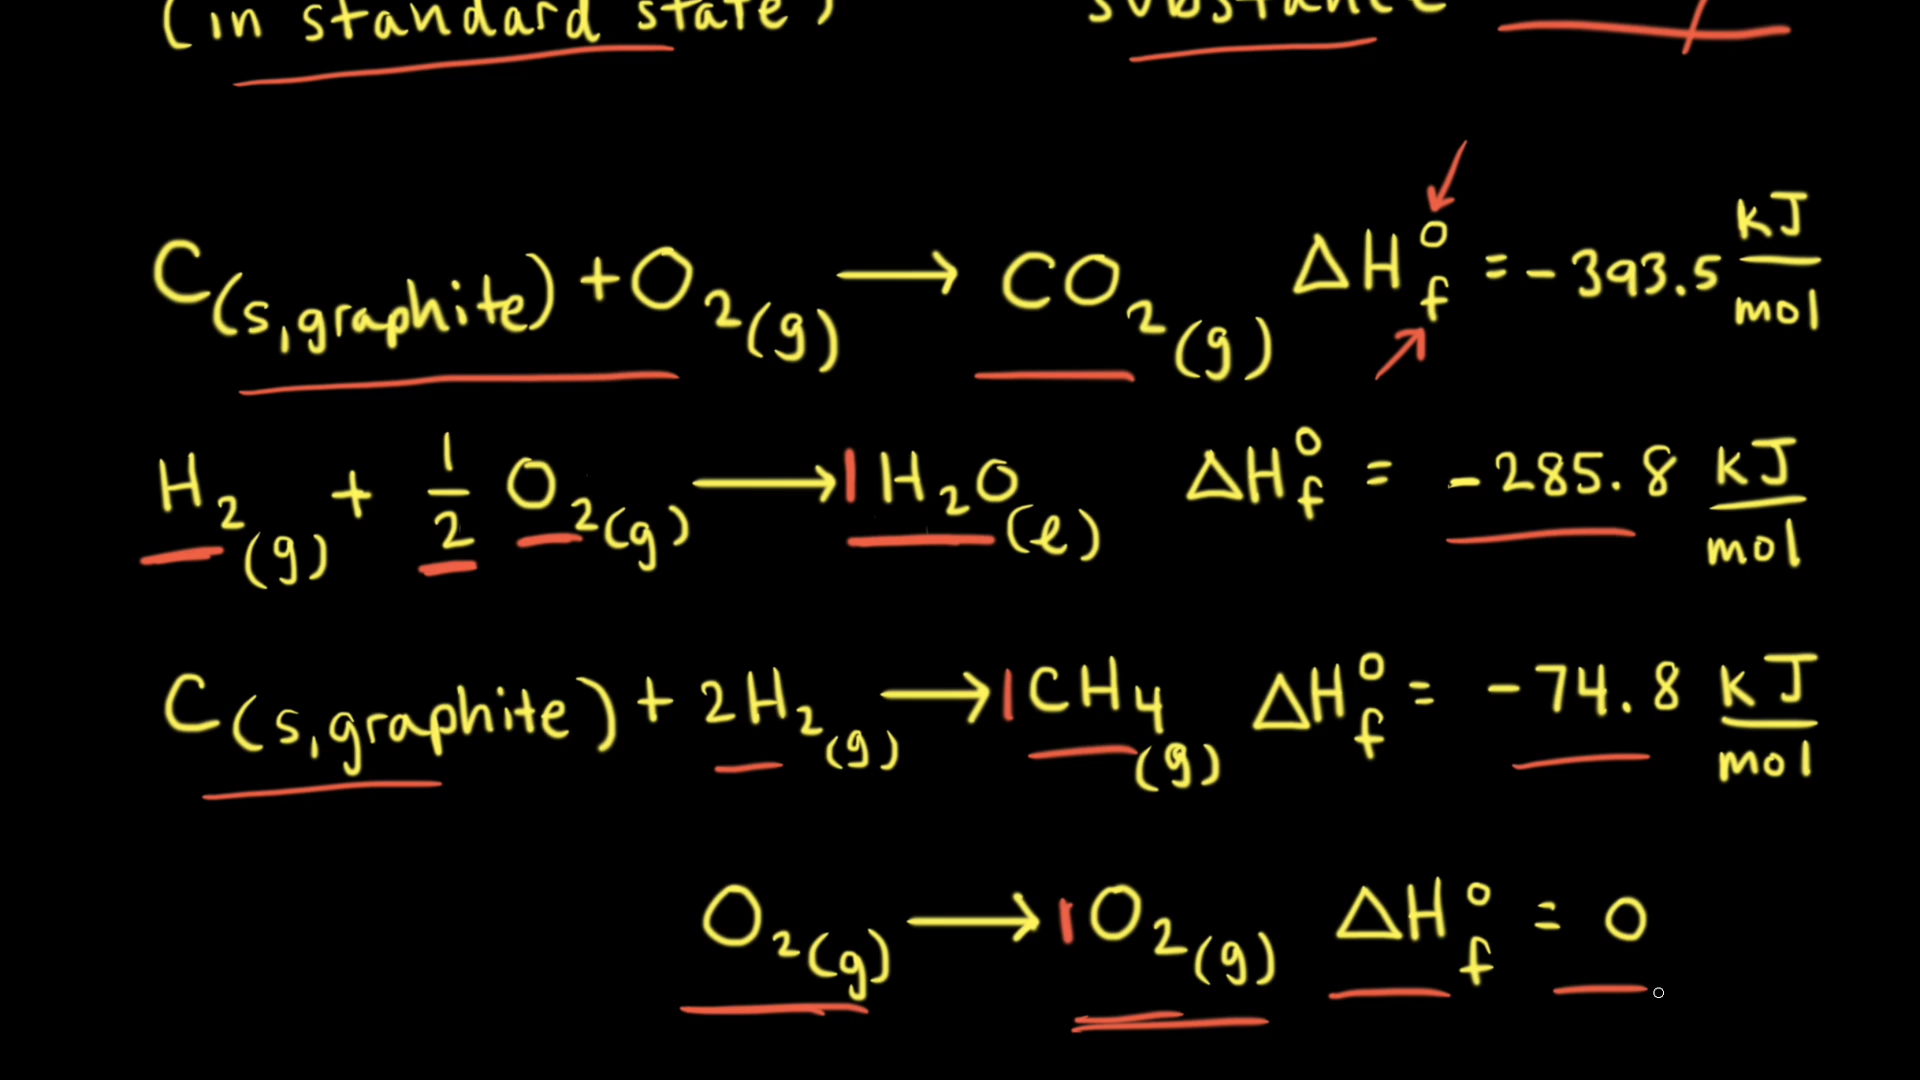 (in standard state) substance
C(s,graphite) + O₂(g) → CO₂(g) ΔH°f = -393.5 kJ/mol
H₂(g) + 1/2 O₂(g) → 1 H₂O(l) ΔH°f = -285.8 kJ/mol
C(s,graphite) + 2H₂(g) → 1 CH₄(g) ΔH°f = -74.8 kJ/mol
O₂(g) → 1 O₂(g) ΔH°f = 0